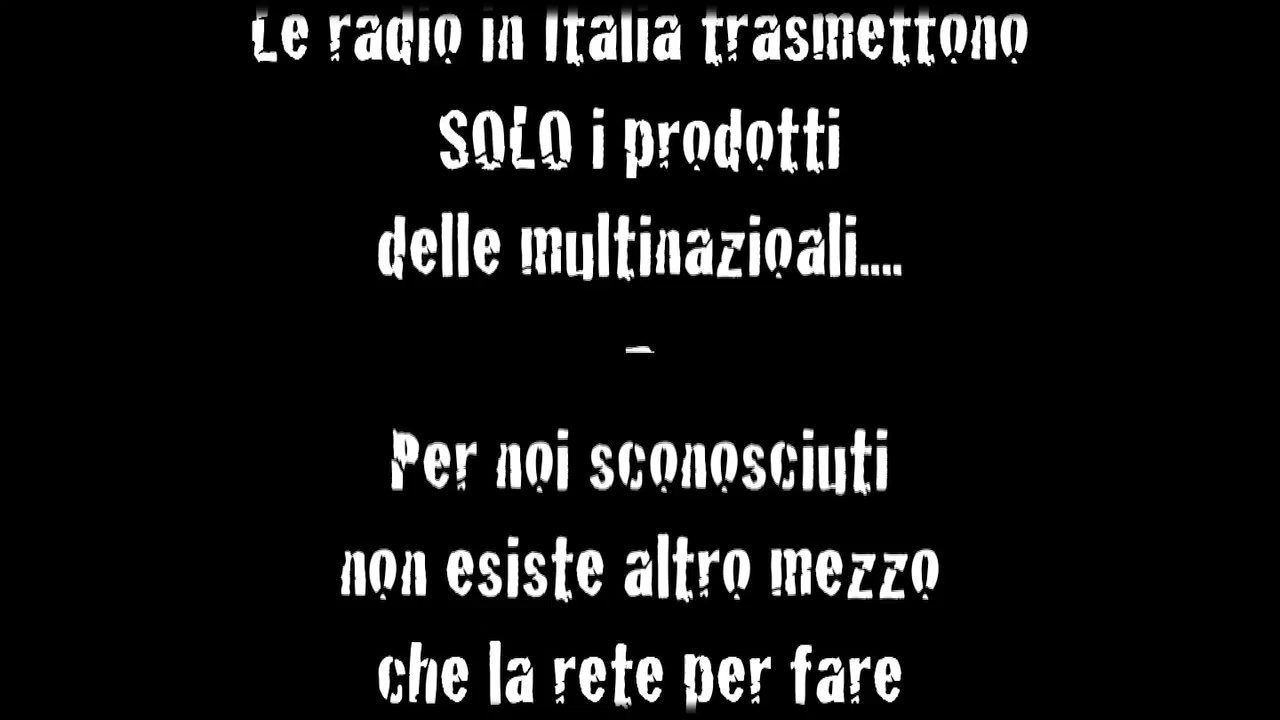 Le radio in Italia trasmettono
SOLO i prodotti
delle multinazioali....
–
Per noi sconosciuti
non esiste altro mezzo
che la rete per fare